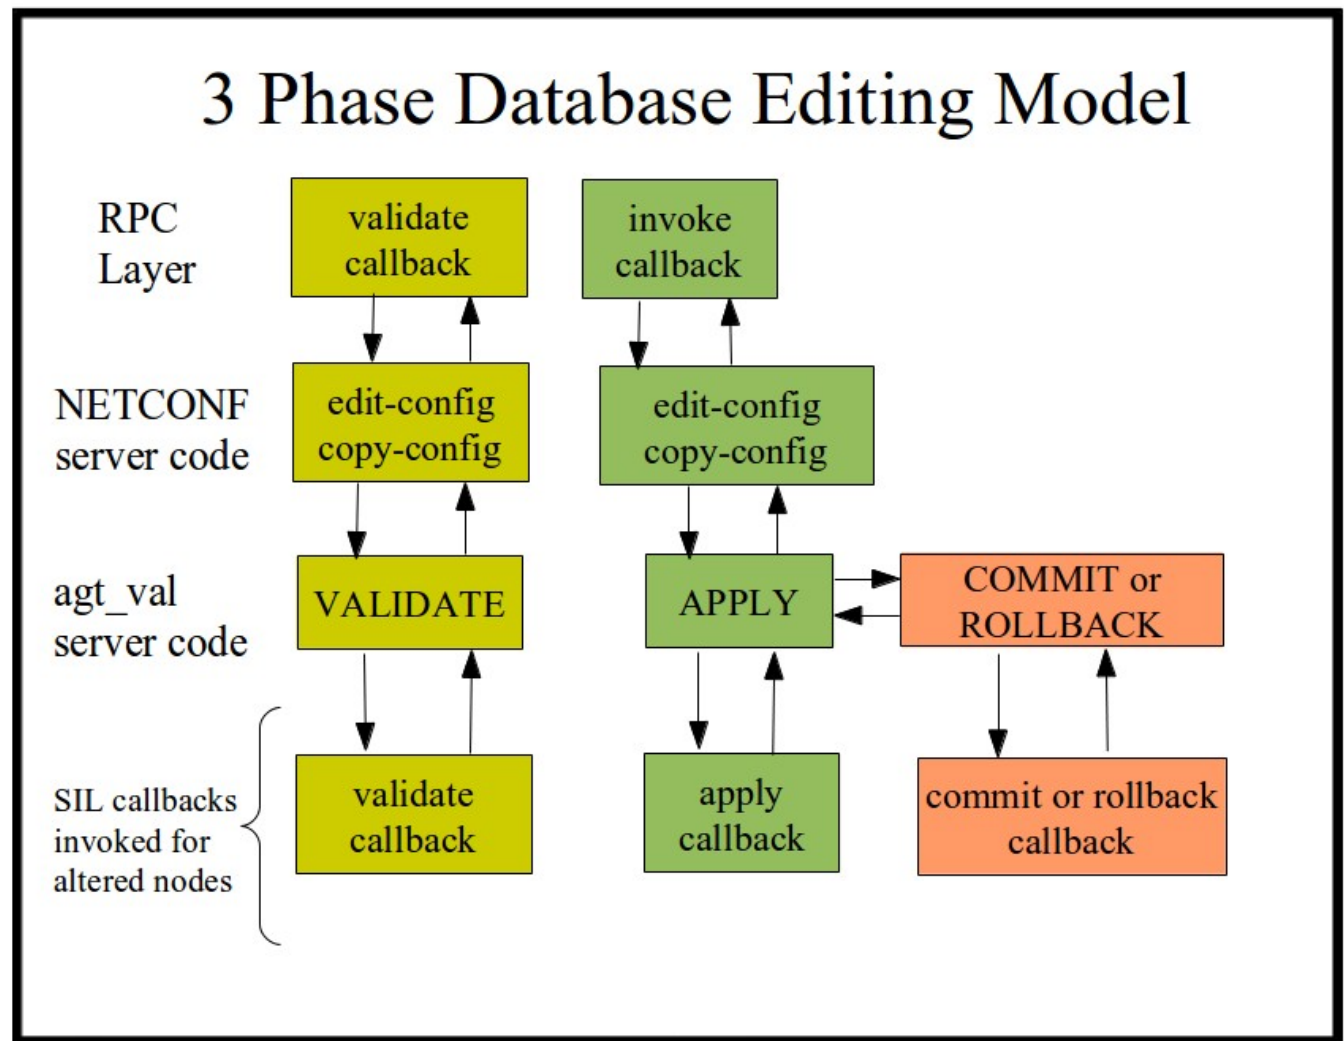 3 Phase Database Editing Model
RPC
Layer
validate
callback
invoke
callback
NETCONF
server code
edit-config
copy-config
edit-config
copy-config
agt_val
server code
VALIDATE
APPLY
COMMIT or
ROLLBACK
SIL callbacks
invoked for
altered nodes
validate
callback
apply
callback
commit or rollback
callback